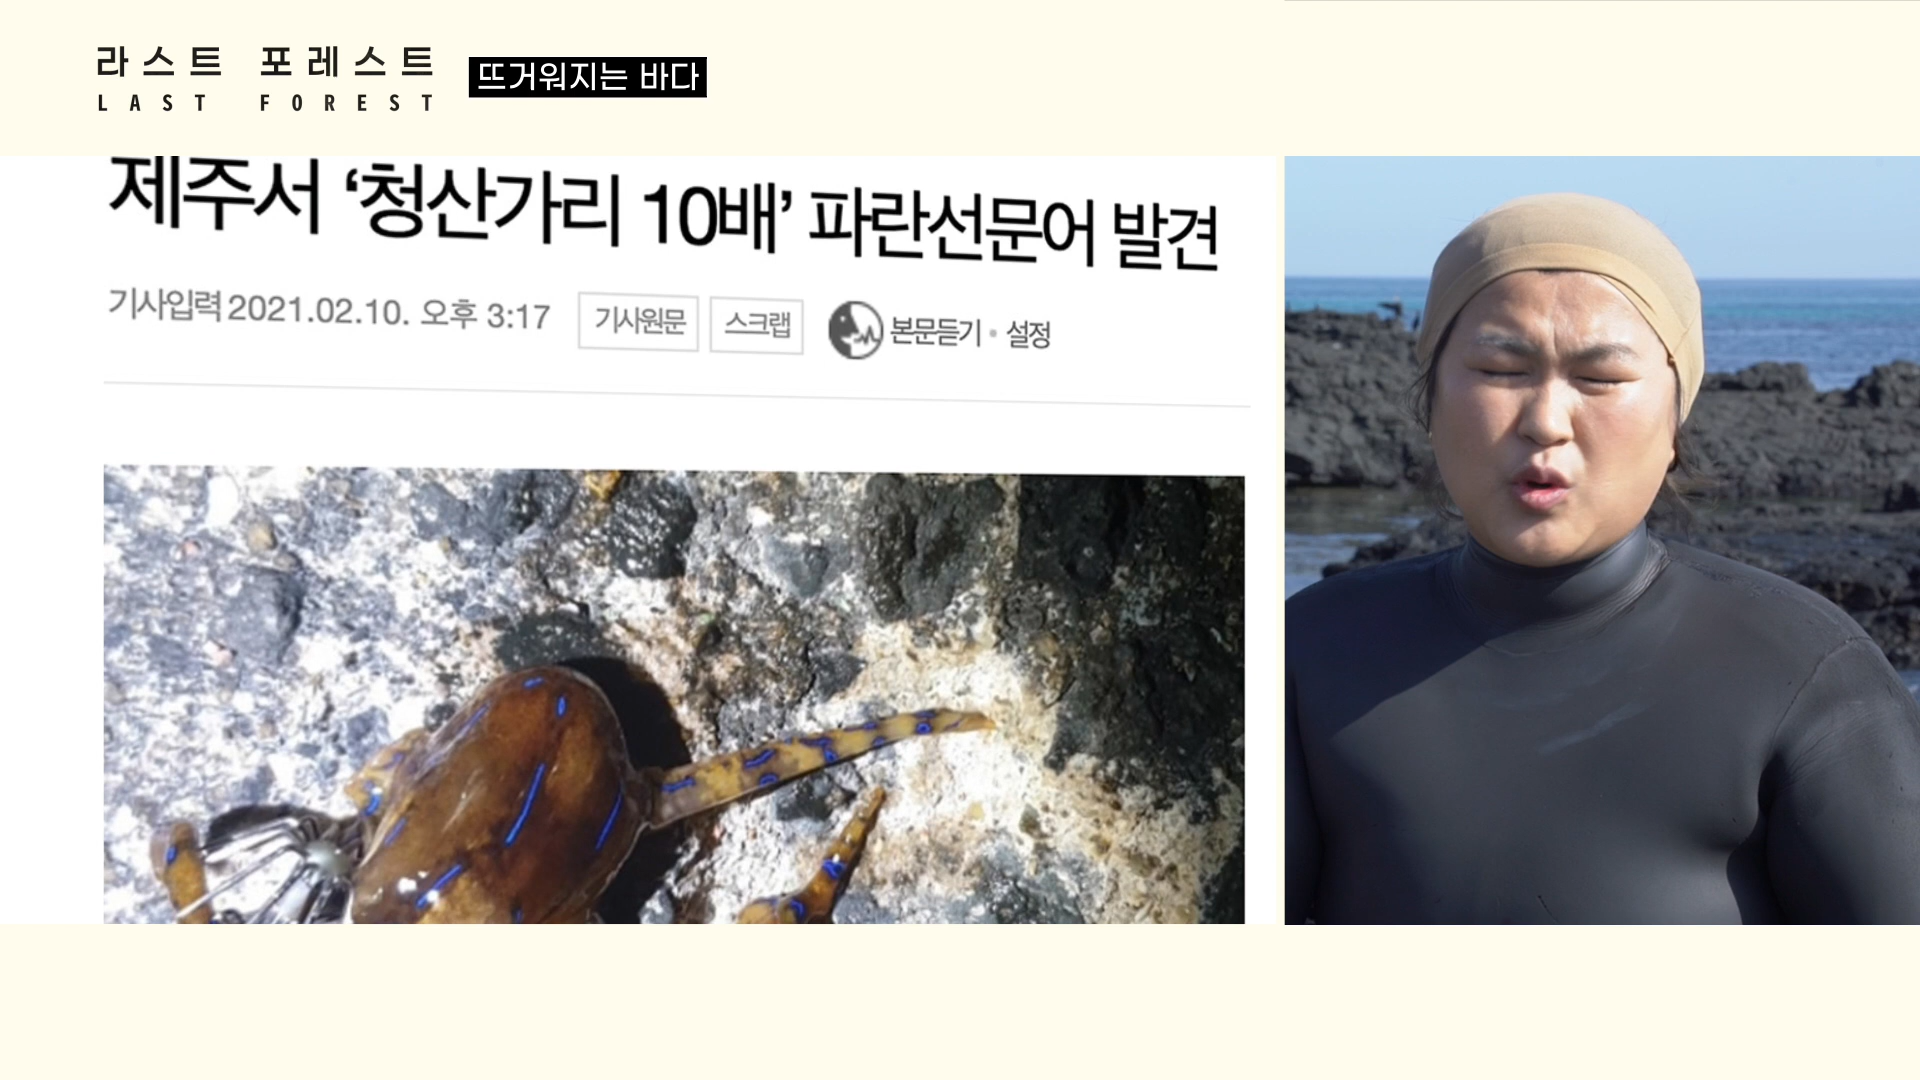 라스트 포레스트
LAST FOREST
뜨거워지는 바다
제주서 ‘청산가리 10배’ 파란선문어 발견
기사입력 2021.02.10. 오후 3:17
기사원문
스크랩
본문듣기 • 설정